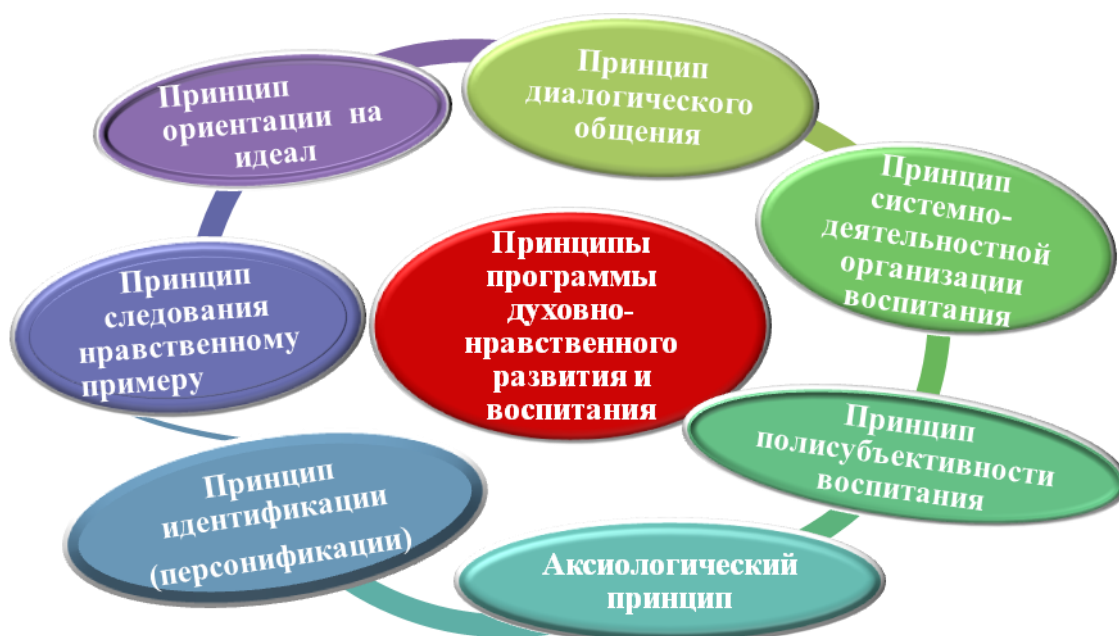 Принцип
ориентации на
идеал
Принцип
диалогического
общения
Принцип
системно-
деятельностной
организации
воспитания
Принципы
программы
духовно-
нравственного
развития и
воспитания
Принцип
следования
нравственному
примеру
Принцип
полисубъективности
воспитания
Принцип
идентификации
(персонификации)
Аксиологический
принцип